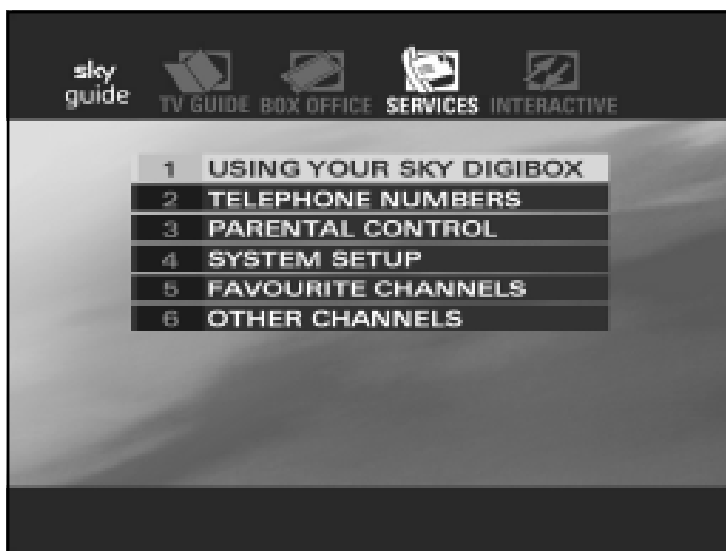 sky
guide
TV GUIDE BOX OFFICE SERVICES INTERACTIVE
1 USING YOUR SKY DIGIBOX
2 TELEPHONE NUMBERS
3 PARENTAL CONTROL
4 SYSTEM SETUP
5 FAVOURITE CHANNELS
6 OTHER CHANNELS